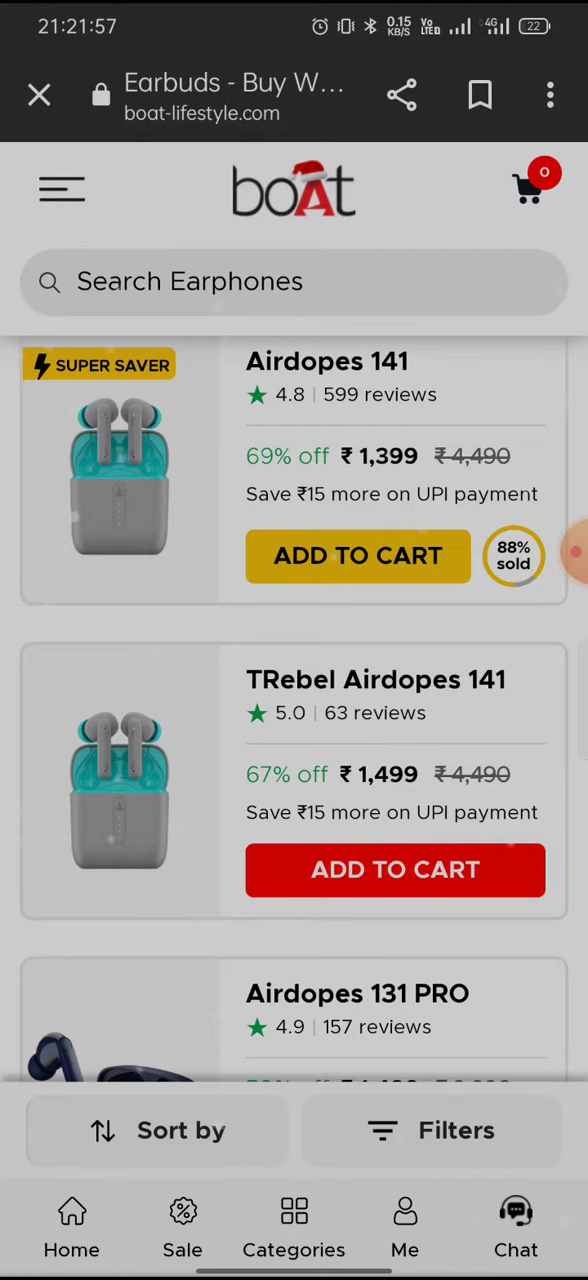 21:21:57 0.15 KB/S Vo LTE 4G 22
Earbuds - Buy W...
boat-lifestyle.com
boAt 0
Search Earphones
SUPER SAVER
Airdopes 141
4.8 | 599 reviews
69% off ₹ 1,399 ₹ 4,490
Save ₹15 more on UPI payment
ADD TO CART 88% sold
TRebel Airdopes 141
5.0 | 63 reviews
67% off ₹ 1,499 ₹ 4,490
Save ₹15 more on UPI payment
ADD TO CART
Airdopes 131 PRO
4.9 | 157 reviews
Sort by Filters
Home Sale Categories Me Chat